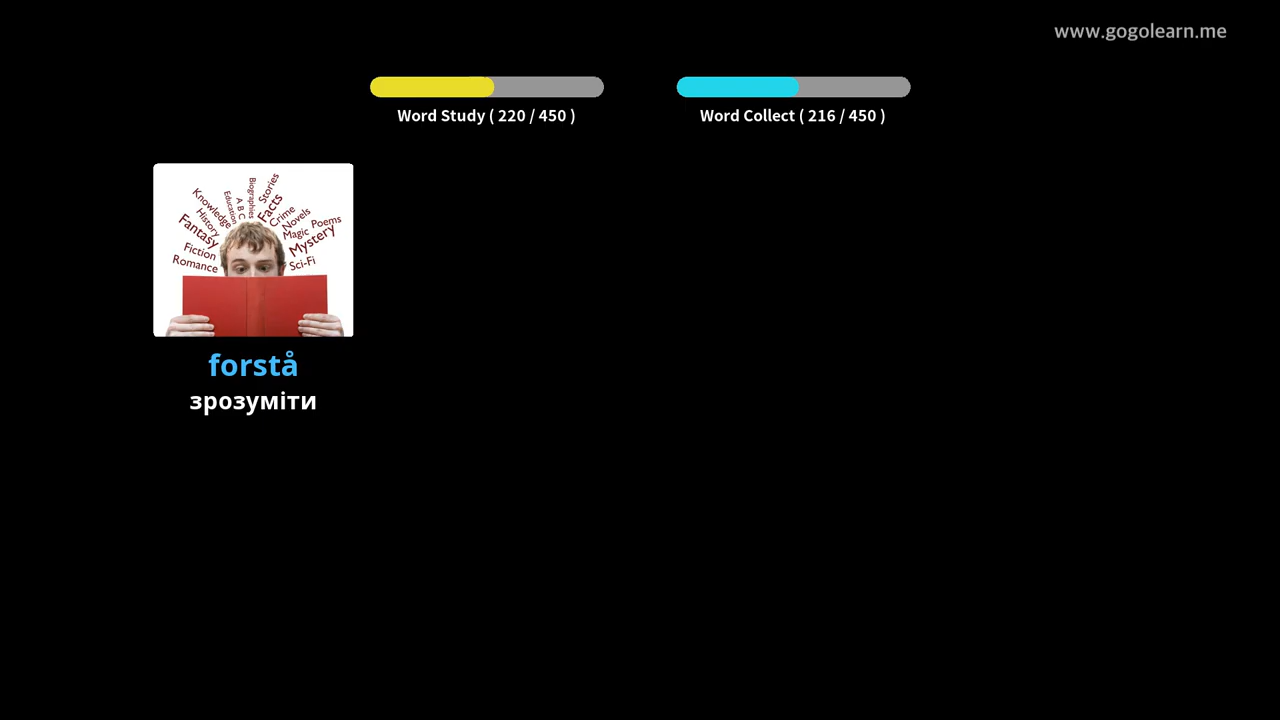 www.gogolearn.me
Word Study ( 220 / 450 )
Word Collect ( 216 / 450 )
Knowledge
History
Fantasy
Fiction
Romance
Education
A B C
Biographies
Stories
Facts
Crime
Novels
Magic
Poems
Mystery
Sci-Fi
forstå
зрозуміти